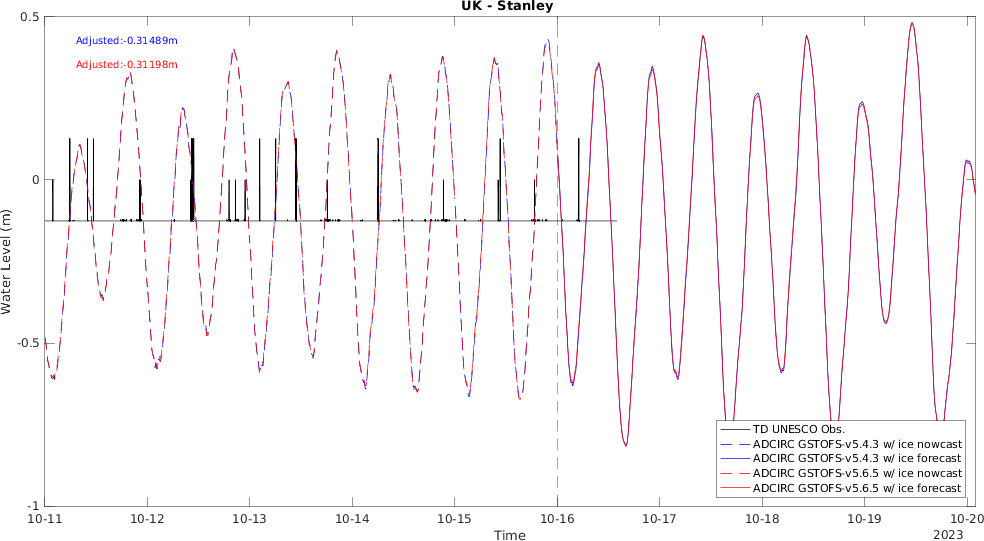 UK - Stanley
Adjusted:-0.31489m
Adjusted:-0.31198m
Water Level (m)
0.5
0
-0.5
-1
TD UNESCO Obs.
ADCIRC GSTOFS-v5.4.3 w/ ice nowcast
ADCIRC GSTOFS-v5.4.3 w/ ice forecast
ADCIRC GSTOFS-v5.6.5 w/ ice nowcast
ADCIRC GSTOFS-v5.6.5 w/ ice forecast
10-11 10-12 10-13 10-14 10-15 10-16 10-17 10-18 10-19 10-20
Time
2023